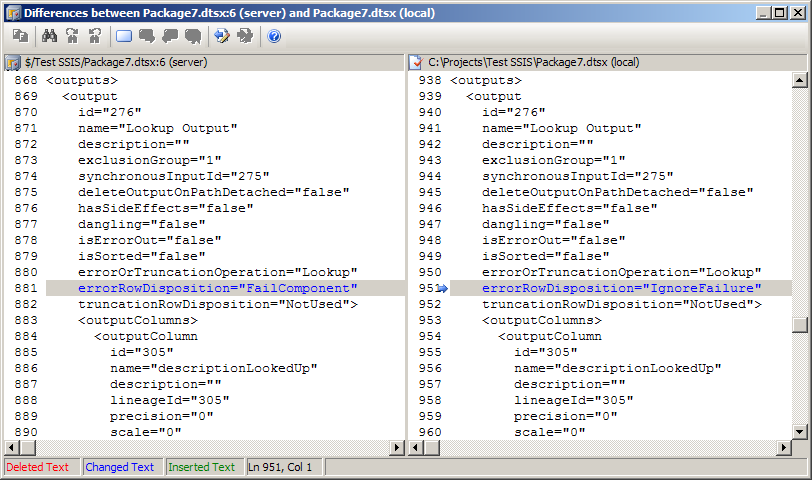 Differences between Package7.dtsx:6 (server) and Package7.dtsx (local)
$/Test SSIS/Package7.dtsx:6 (server)
868 <outputs>
869 <output
870 id="276"
871 name="Lookup Output"
872 description=""
873 exclusionGroup="1"
874 synchronousInputId="275"
875 deleteOutputOnPathDetached="false"
876 hasSideEffects="false"
877 dangling="false"
878 isErrorOut="false"
879 isSorted="false"
880 errorOrTruncationOperation="Lookup"
881 errorRowDisposition="FailComponent"
882 truncationRowDisposition="NotUsed">
883 <outputColumns>
884 <outputColumn
885 id="305"
886 name="descriptionLookedUp"
887 description=""
888 lineageId="305"
889 precision="0"
890 scale="0"
C:\Projects\Test SSIS\Package7.dtsx (local)
938 <outputs>
939 <output
940 id="276"
941 name="Lookup Output"
942 description=""
943 exclusionGroup="1"
944 synchronousInputId="275"
945 deleteOutputOnPathDetached="false"
946 hasSideEffects="false"
947 dangling="false"
948 isErrorOut="false"
949 isSorted="false"
950 errorOrTruncationOperation="Lookup"
951 errorRowDisposition="IgnoreFailure"
952 truncationRowDisposition="NotUsed">
953 <outputColumns>
954 <outputColumn
955 id="305"
956 name="descriptionLookedUp"
957 description=""
958 lineageId="305"
959 precision="0"
960 scale="0"
Deleted Text Changed Text Inserted Text Ln 951, Col 1